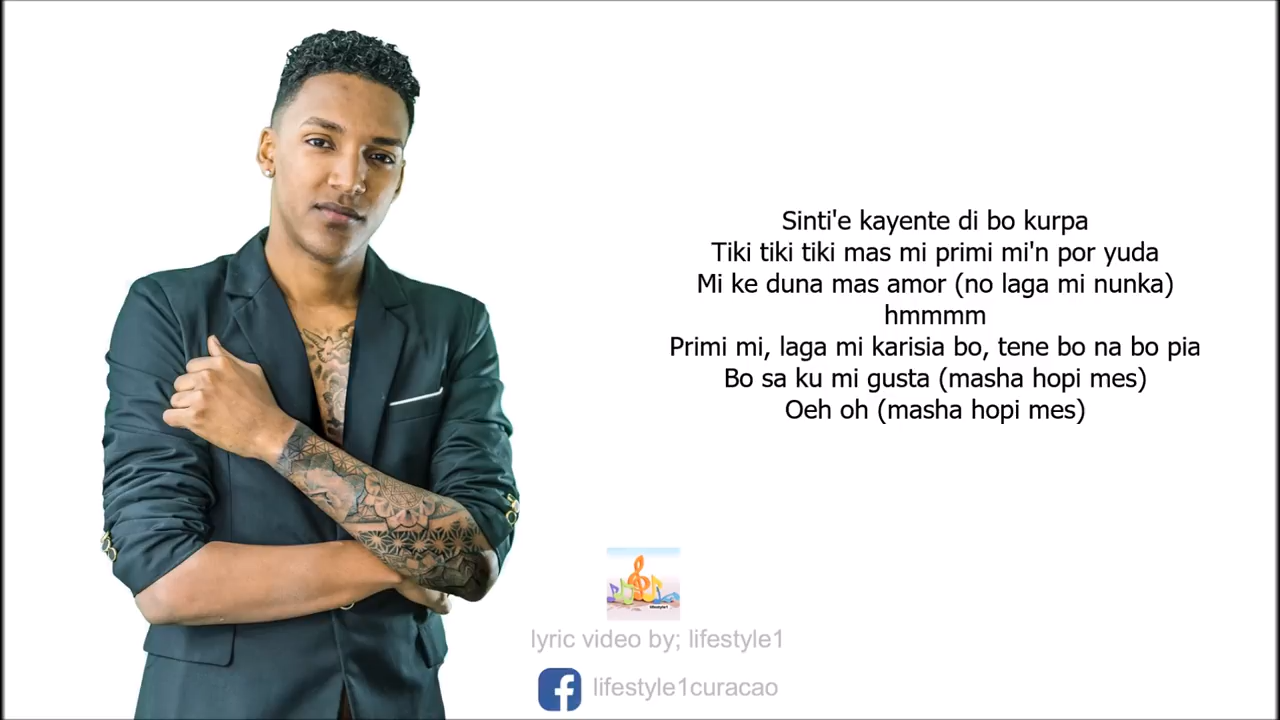 Sinti'e kayente di bo kurpa
Tiki tiki tiki mas mi primi mi'n por yuda
Mi ke duna mas amor (no laga mi nunka)
hmmmm
Primi mi, laga mi karisia bo, tene bo na bo pia
Bo sa ku mi gusta (masha hopi mes)
Oeh oh (masha hopi mes)
lifestyle1
lyric video by; lifestyle1
lifestyle1curacao